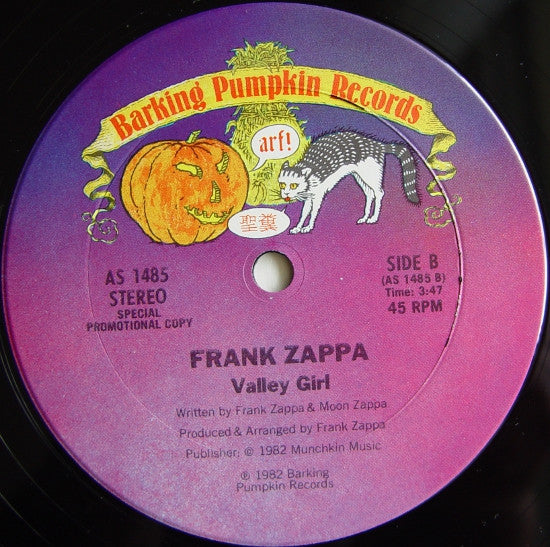 Barking Pumpkin Records
arf!
聖糞
AS 1485
STEREO
SPECIAL
PROMOTIONAL COPY
SIDE B
(AS 1485 B)
Time: 3:47
45 RPM
FRANK ZAPPA
Valley Girl
Written by Frank Zappa & Moon Zappa
Produced & Arranged by Frank Zappa
Publisher; © 1982 Munchkin Music
℗ 1982 Barking
Pumpkin Records